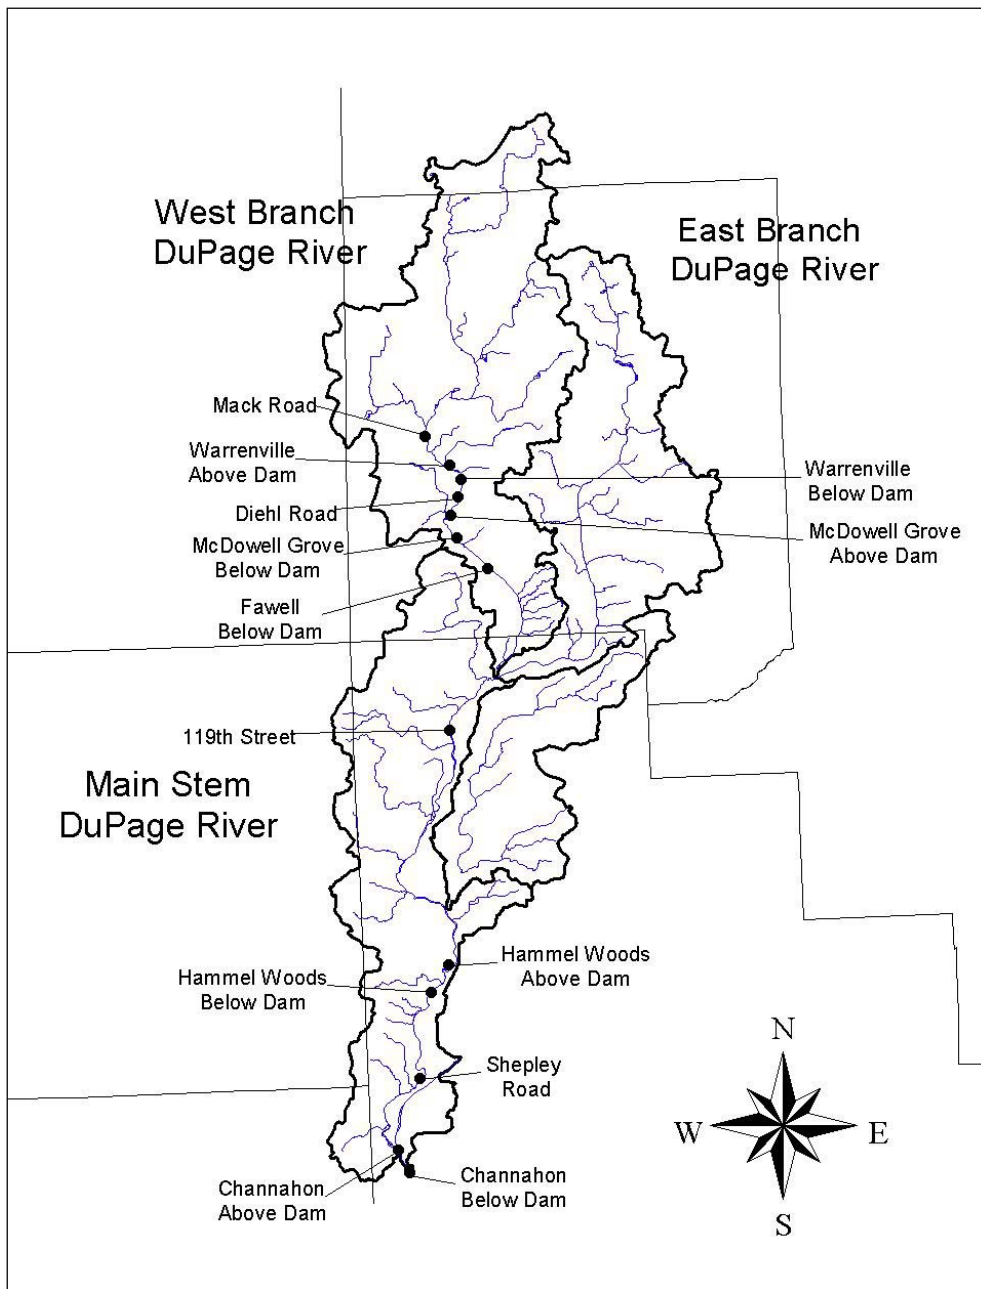 West Branch
DuPage River
East Branch
DuPage River
Mack Road
Warrenville
Above Dam
Warrenville
Below Dam
Diehl Road
McDowell Grove
Above Dam
McDowell Grove
Below Dam
Fawell
Below Dam
119th Street
Main Stem
DuPage River
Hammel Woods
Above Dam
Hammel Woods
Below Dam
Shepley
Road
Channahon
Above Dam
Channahon
Below Dam
N
W
E
S